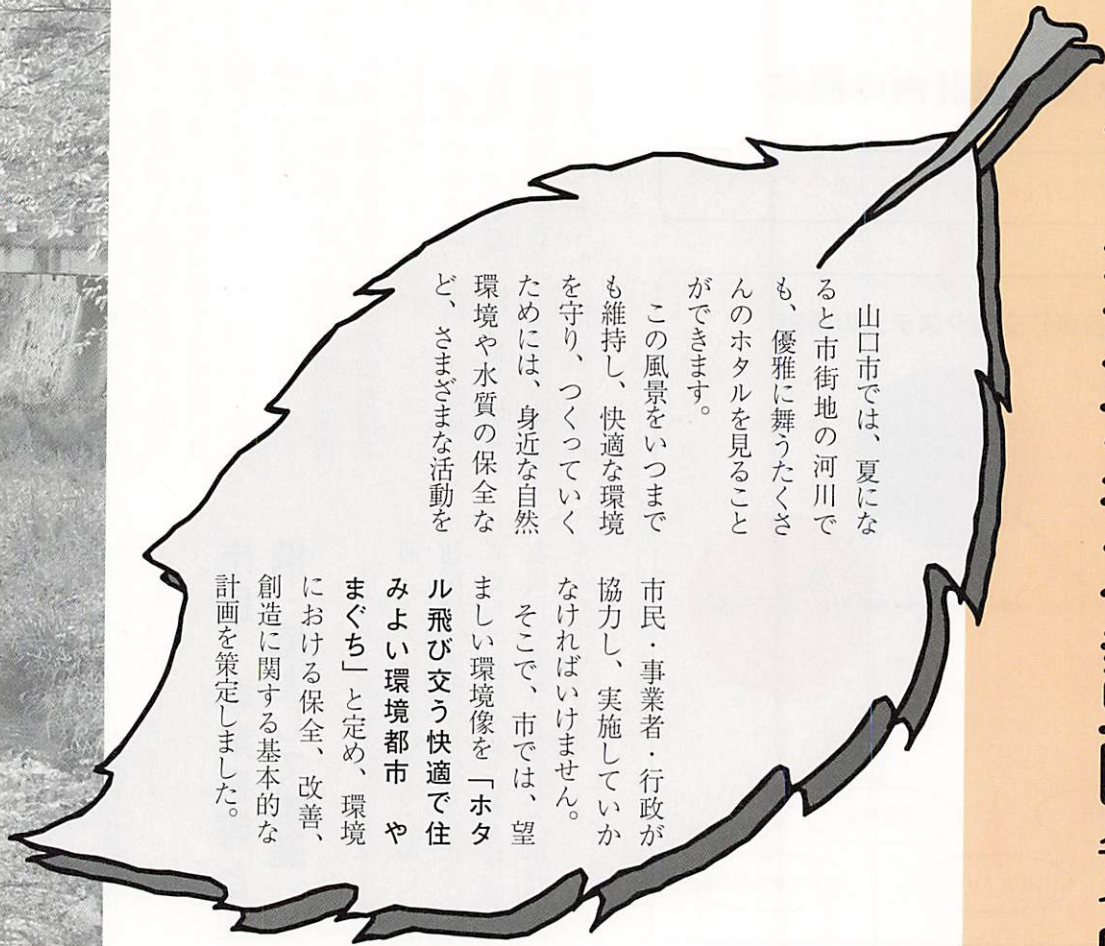 山口市では、夏にな
ると市街地の河川で
も、優雅に舞うたくさ
んのホタルを見ること
ができます。
この風景をいつまで
も維持し、快適な環境
を守り、つくっていく
ためには、身近な自然
環境や水質の保全な
ど、さまざまな活動を
市民・事業者・行政が
協力し、実施していか
なければいけません。
そこで、市では、望
ましい環境像を「ホタ
ル飛び交う快適で住
みよい環境都市　や
まぐち」と定め、環境
における保全、改善、
創造に関する基本的な
計画を策定しました。